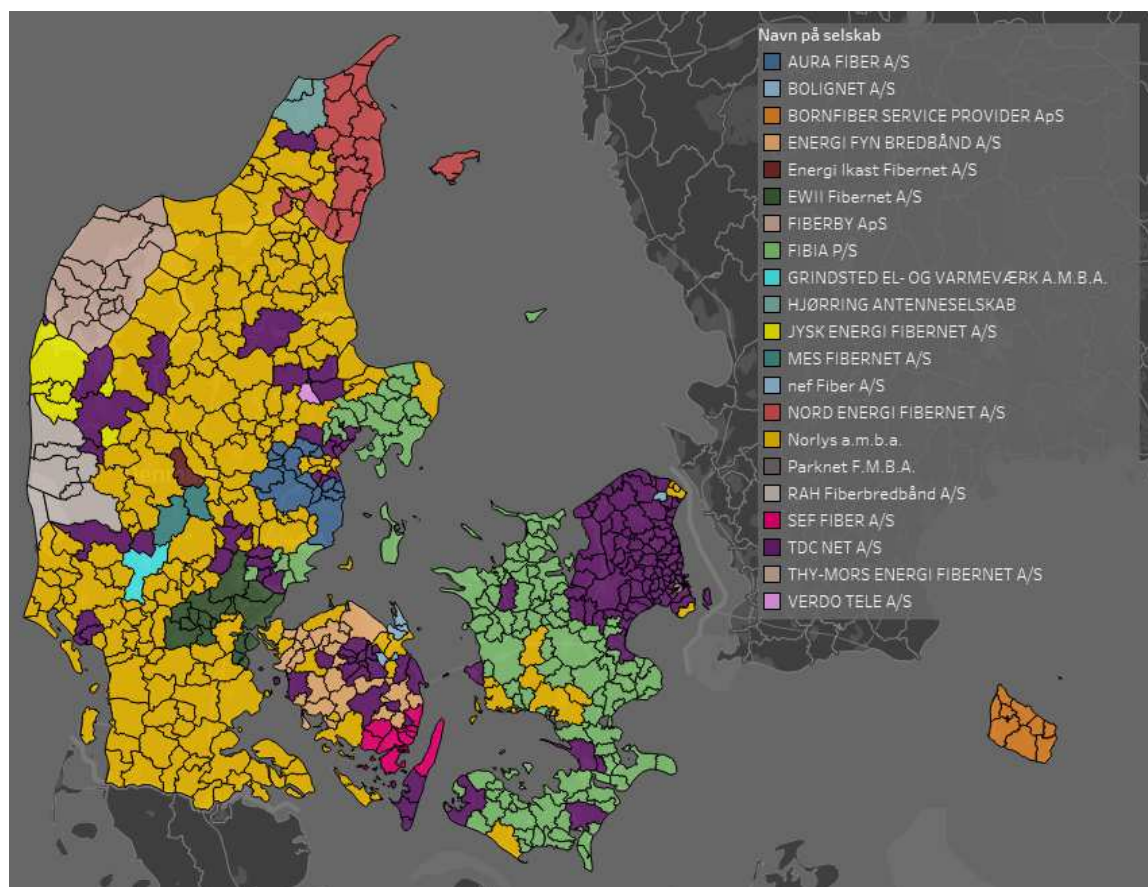 Navn på selskab
AURA FIBER A/S
BOLIGNET A/S
BORNFIBER SERVICE PROVIDER ApS
ENERGI FYN BREDBÅND A/S
Energi Ikast Fibernet A/S
EWII Fibernet A/S
FIBERBY ApS
FIBIA P/S
GRINDSTED EL- OG VARMEVÆRK A.M.B.A.
HJØRRING ANTENNESELSKAB
JYSK ENERGI FIBERNET A/S
MES FIBERNET A/S
nef Fiber A/S
NORD ENERGI FIBERNET A/S
Norlys a.m.b.a.
Parknet F.M.B.A.
RAH Fiberbredbånd A/S
SEF FIBER A/S
TDC NET A/S
THY-MORS ENERGI FIBERNET A/S
VERDO TELE A/S